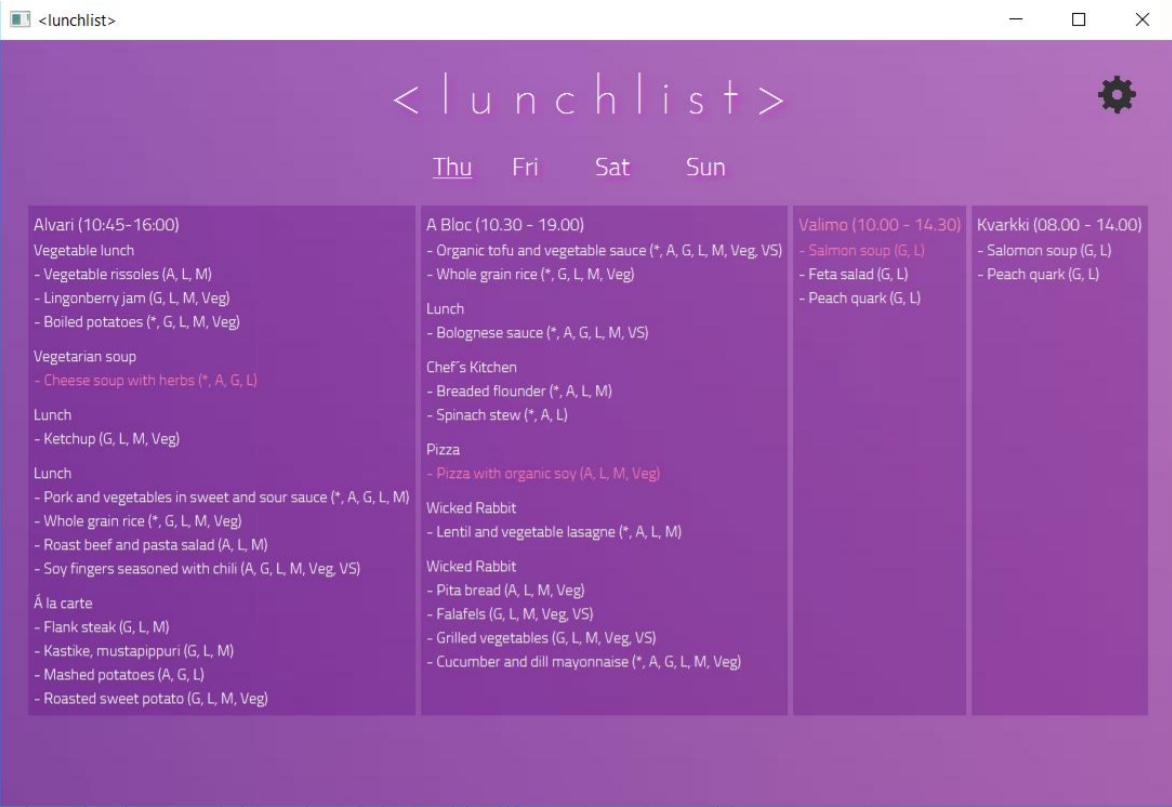 <lunchlist>
<lunchlist>
Thu Fri Sat Sun
Alvari (10:45-16:00)
Vegetable lunch
- Vegetable rissoles (A, L, M)
- Lingonberry jam (G, L, M, Veg)
- Boiled potatoes (*, G, L, M, Veg)
Vegetarian soup
- Cheese soup with herbs (*, A, G, L)
Lunch
- Ketchup (G, L, M, Veg)
Lunch
- Pork and vegetables in sweet and sour sauce (*, A, G, L, M)
- Whole grain rice (*, G, L, M, Veg)
- Roast beef and pasta salad (A, L, M)
- Soy fingers seasoned with chili (A, G, L, M, Veg, VS)
Á la carte
- Flank steak (G, L, M)
- Kastike, mustapippuri (G, L, M)
- Mashed potatoes (A, G, L)
- Roasted sweet potato (G, L, M, Veg)
A Bloc (10.30 - 19.00)
- Organic tofu and vegetable sauce (*, A, G, L, M, Veg, VS)
- Whole grain rice (*, G, L, M, Veg)
Lunch
- Bolognese sauce (*, A, G, L, M, VS)
Chef´s Kitchen
- Breaded flounder (*, A, L, M)
- Spinach stew (*, A, L)
Pizza
- Pizza with organic soy (A, L, M, Veg)
Wicked Rabbit
- Lentil and vegetable lasagne (*, A, L, M)
Wicked Rabbit
- Pita bread (A, L, M, Veg)
- Falafels (G, L, M, Veg, VS)
- Grilled vegetables (G, L, M, Veg, VS)
- Cucumber and dill mayonnaise (*, A, G, L, M, Veg)
Valimo (10.00 - 14.30)
- Salmon soup (G, L)
- Feta salad (G, L)
- Peach quark (G, L)
Kvarkki (08.00 - 14.00)
- Salomon soup (G, L)
- Peach quark (G, L)